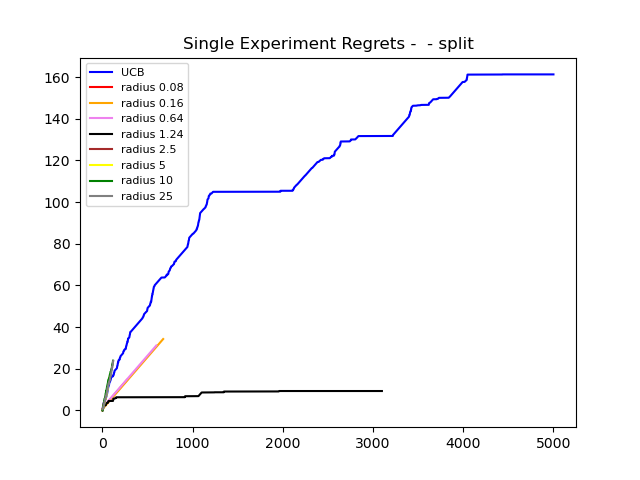 Single Experiment Regrets -  - split
UCB
radius 0.08
radius 0.16
radius 0.64
radius 1.24
radius 2.5
radius 5
radius 10
radius 25
160
140
120
100
80
60
40
20
0
0 1000 2000 3000 4000 5000